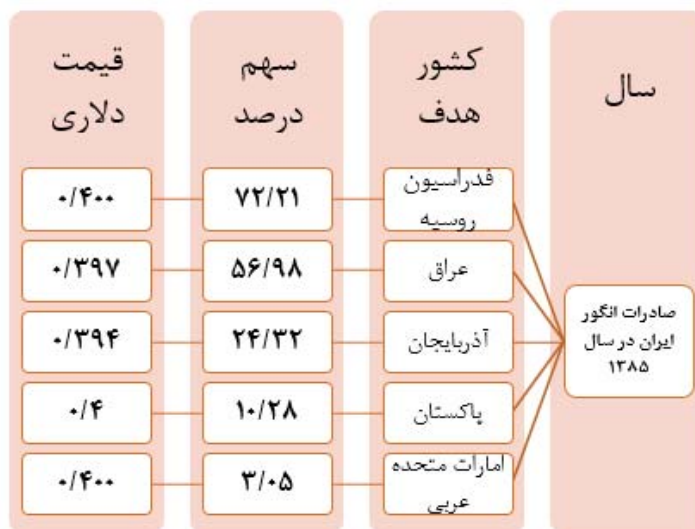 سال
کشور
هدف
سهم
درصد
قیمت
دلاری
صادرات انگور
ایران در سال
۱۳۸۵
فدراسیون
روسیه
۷۲/۲۱
۰/۴۰۰
عراق
۵۶/۹۸
۰/۳۹۷
آذربایجان
۲۴/۳۲
۰/۳۹۴
پاکستان
۱۰/۲۸
۰/۴
امارات متحده
عربی
۳/۰۵
۰/۴۰۰